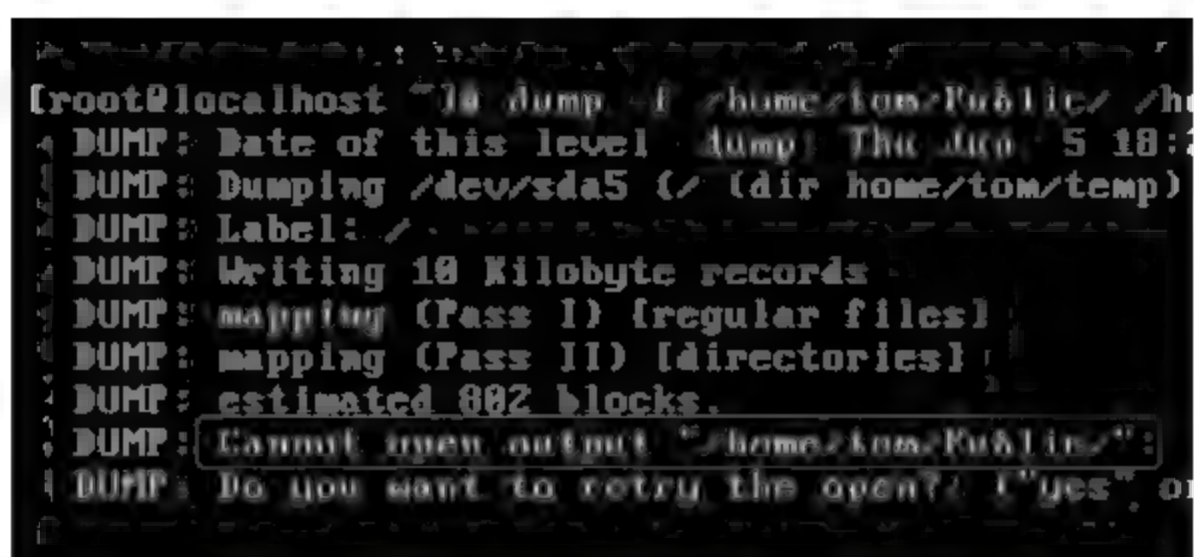 [root@localhost ~]# dump -f /home/tom/Public/
DUMP: Date of this level dump: Thu 5 18:
DUMP: Dumping /dev/sda5 (/ (dir home/tom/temp)
DUMP: Label: /
DUMP: Writing 10 Kilobyte records
DUMP: mapping (Pass I) [regular files]
DUMP: mapping (Pass II) [directories]
DUMP: estimated 802 blocks.
DUMP: Cannot open output "/home/tom/Public/":
DUMP: Do you want to retry the open?: ("yes" or